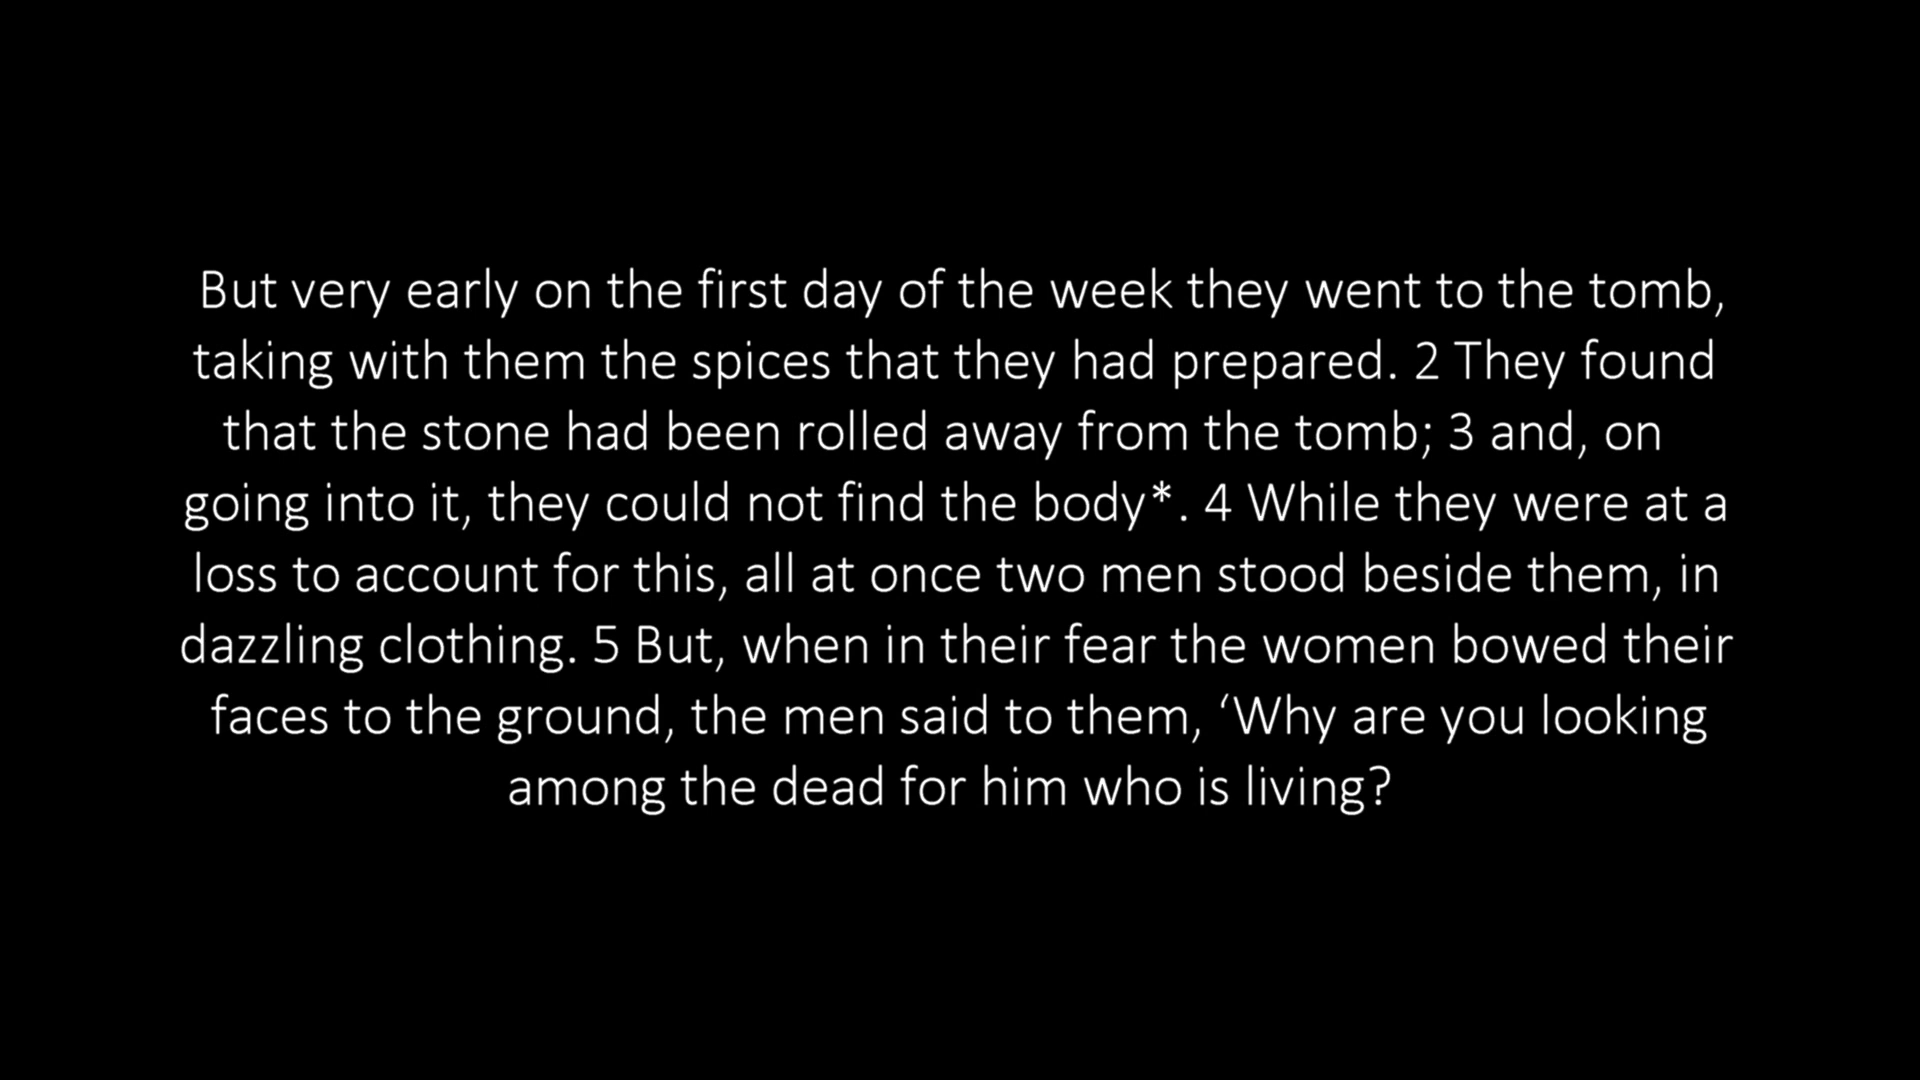 But very early on the first day of the week they went to the tomb,
taking with them the spices that they had prepared. 2 They found
that the stone had been rolled away from the tomb; 3 and, on
going into it, they could not find the body*. 4 While they were at a
loss to account for this, all at once two men stood beside them, in
dazzling clothing. 5 But, when in their fear the women bowed their
faces to the ground, the men said to them, ‘Why are you looking
among the dead for him who is living?